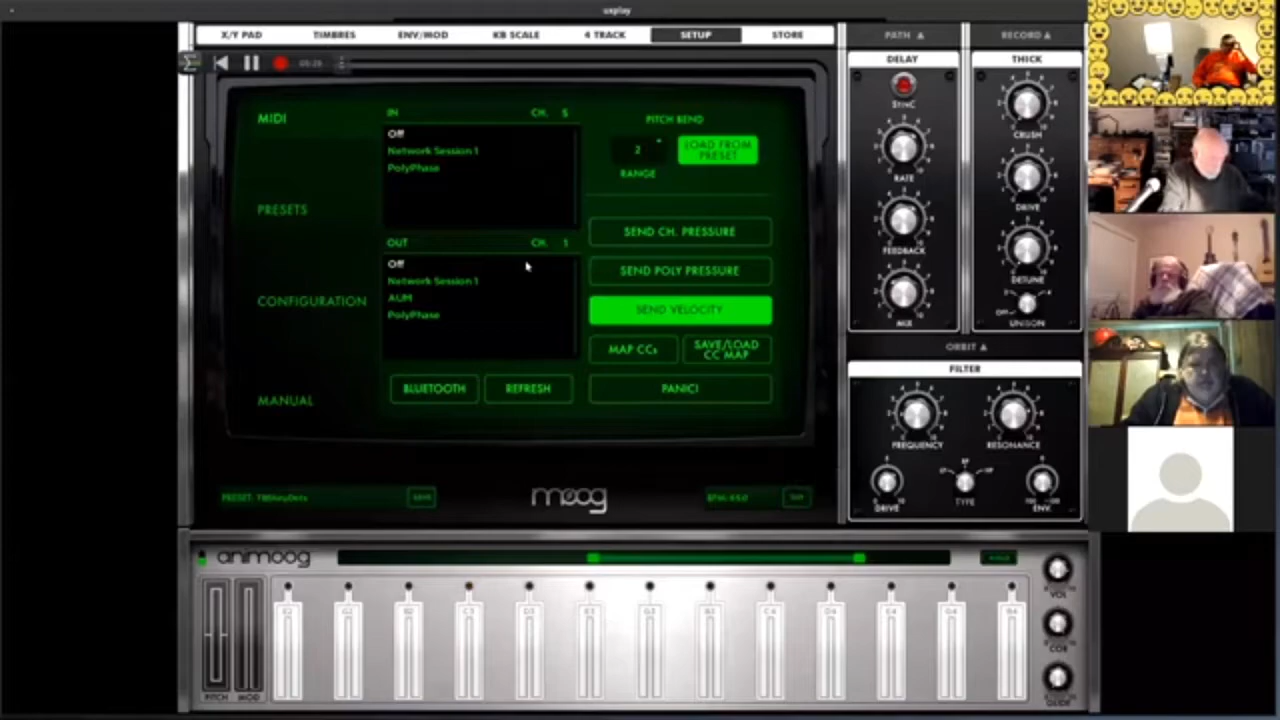 uxplay
X/Y PAD TIMBRES ENV/MOD KB SCALE 4 TRACK SETUP STORE
PATH ▲ RECORD ▲
DELAY THICK
SYNC
RATE
FEEDBACK
MIX
CRUSH
DRIVE
DETUNE
OFF
UNISON
MIDI
PRESETS
CONFIGURATION
MANUAL
IN CH. 5
Off
Network Session 1
PolyPhase
OUT CH. 1
Off
Network Session 1
AUM
PolyPhase
BLUETOOTH REFRESH
PITCH BEND
2
RANGE
LOAD FROM
PRESET
SEND CH. PRESSURE
SEND POLY PRESSURE
SEND VELOCITY
MAP CCs
SAVE/LOAD
CC MAP
PANIC!
ORBIT ▲
FILTER
FREQUENCY RESONANCE
DRIVE TYPE ENV.
PRESET:
SAVE
moog
BPM:
animoog
PITCH MOD
VOL